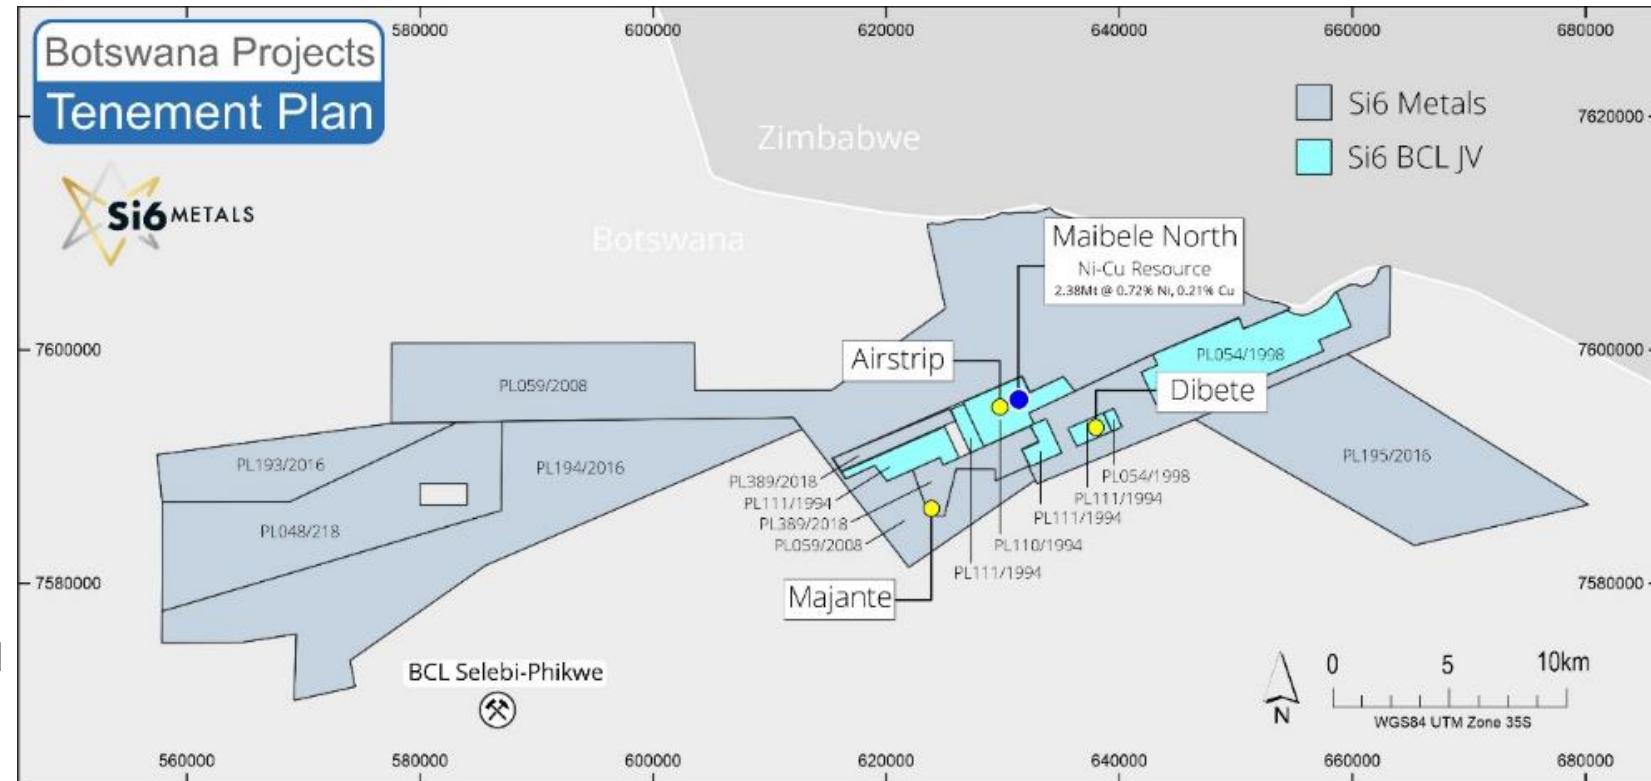 Botswana Projects
Tenement Plan
Si6 METALS
580000
600000
620000
640000
660000
680000
Si6 Metals
Si6 BCL JV
7620000
Zimbabwe
Botswana
Maibele North
Ni-Cu Resource
2.38Mt @ 0.72% Ni, 0.21% Cu
7600000
7600000
Airstrip
PL054/1998
Dibete
PL059/2008
PL193/2016
PL194/2016
PL195/2016
PL048/218
PL389/2018
PL111/1994
PL389/2018
PL059/2008
PL054/1998
PL111/1994
PL111/1994
PL110/1994
PL111/1994
7580000
7580000
Majante
BCL Selebi-Phikwe
0 5 10km
N
WGS84 UTM Zone 35S
560000
580000
600000
620000
640000
660000
680000